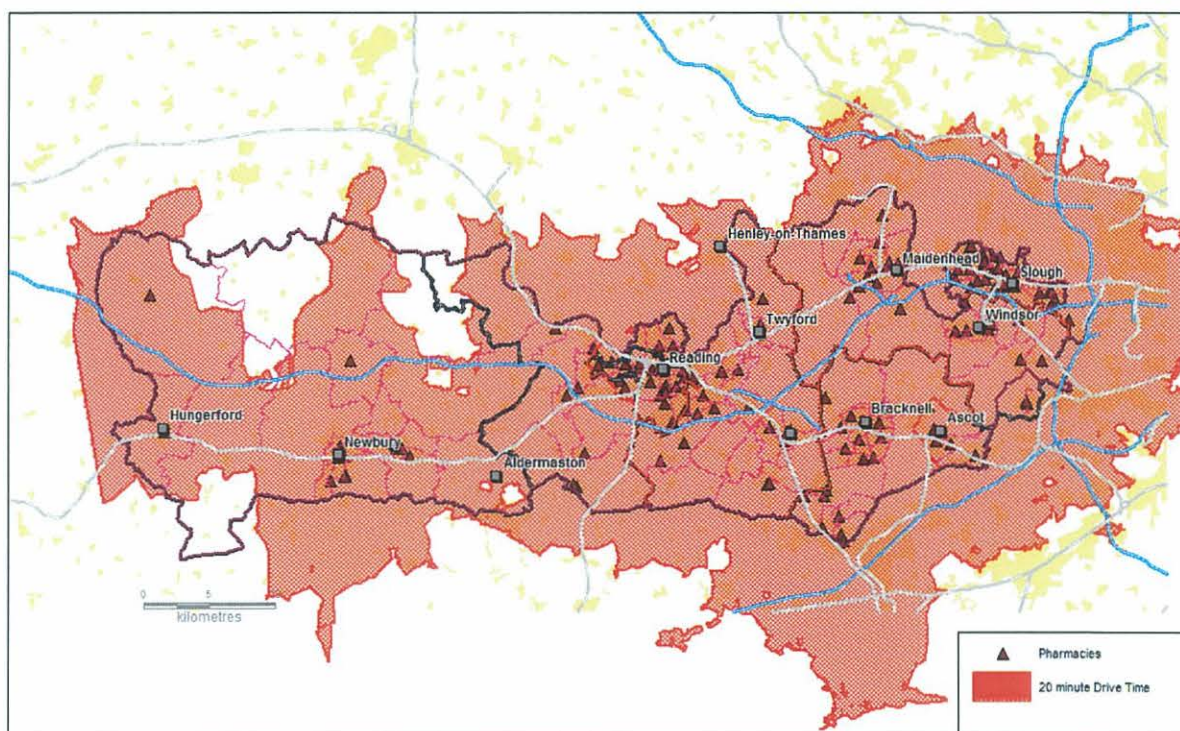 Henley-on-Thames
Maidenhead
Slough
Twyford
Windsor
Reading
Hungerford
Newbury
Bracknell
Ascot
Aldermaston
0 5
kilometres
Pharmacies
20 minute Drive Time